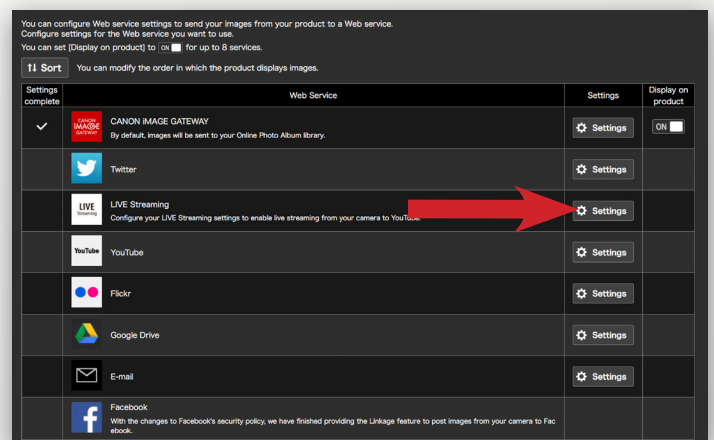 You can configure Web service settings to send your images from your product to a Web service.
Configure settings for the Web service you want to use.
You can set [Display on product] to ON for up to 8 services.
Sort You can modify the order in which the product displays images.
Settings complete Web Service Settings Display on product
CANON iMAGE GATEWAY
CANON
IMAGE
GATEWAY
By default, images will be sent to your Online Photo Album library.
Settings ON
Twitter Settings
LIVE Streaming
LIVE
Streaming
Configure your LIVE Streaming settings to enable live streaming from your camera to YouTube.
Settings
YouTube YouTube Settings
Flickr Settings
Google Drive Settings
E-mail Settings
Facebook
With the changes to Facebook's security policy, we have finished providing the Linkage feature to post images from your camera to Fac
ebook.